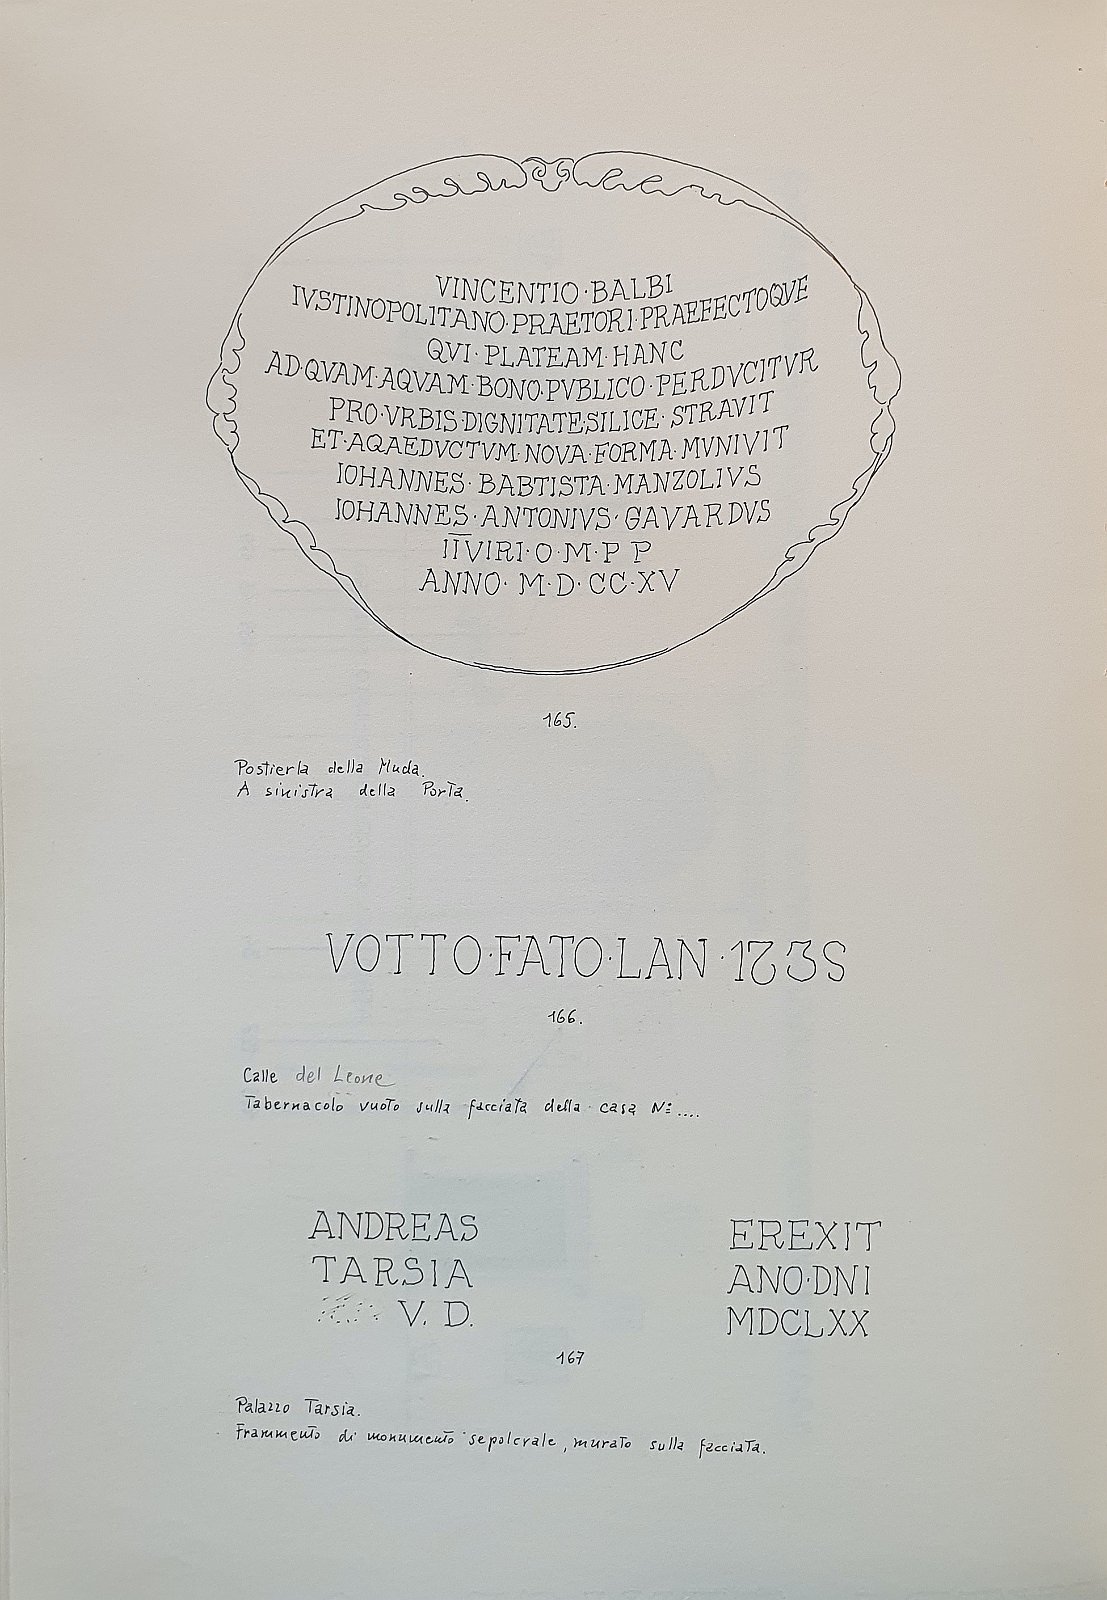 VINCENTIO·BALBI
IVSTINOPOLITANO·PRAETORI·PRAEFECTOQVE
QVI·PLATEAM·HANC
AD·QVAM·AQVAM·BONO·PVBLICO·PERDVCITVR
PRO·VRBIS·DIGNITATE·SILICE·STRAVIT
ET·AQAEDVCTVM·NOVA·FORMA·MVNIVIT
IOHANNES·BABTISTA·MANZOLIVS
IOHANNES·ANTONIVS·GAVARDVS
IIVIRI·O·M·P P
ANNO·M·D·CC·XV
165.
Postierla della Muda.
A sinistra della Porta.
VOTTO·FATO·LAN·
166.
Calle del Leone
Tabernacolo vuoto sulla facciata della casa N:....
ANDREAS
TARSIA
V. D.
EREXIT
ANO·DNI
MDCLXX
167
Palazzo Tarsia.
Frammento di monumento sepolcrale, murato sulla facciata.